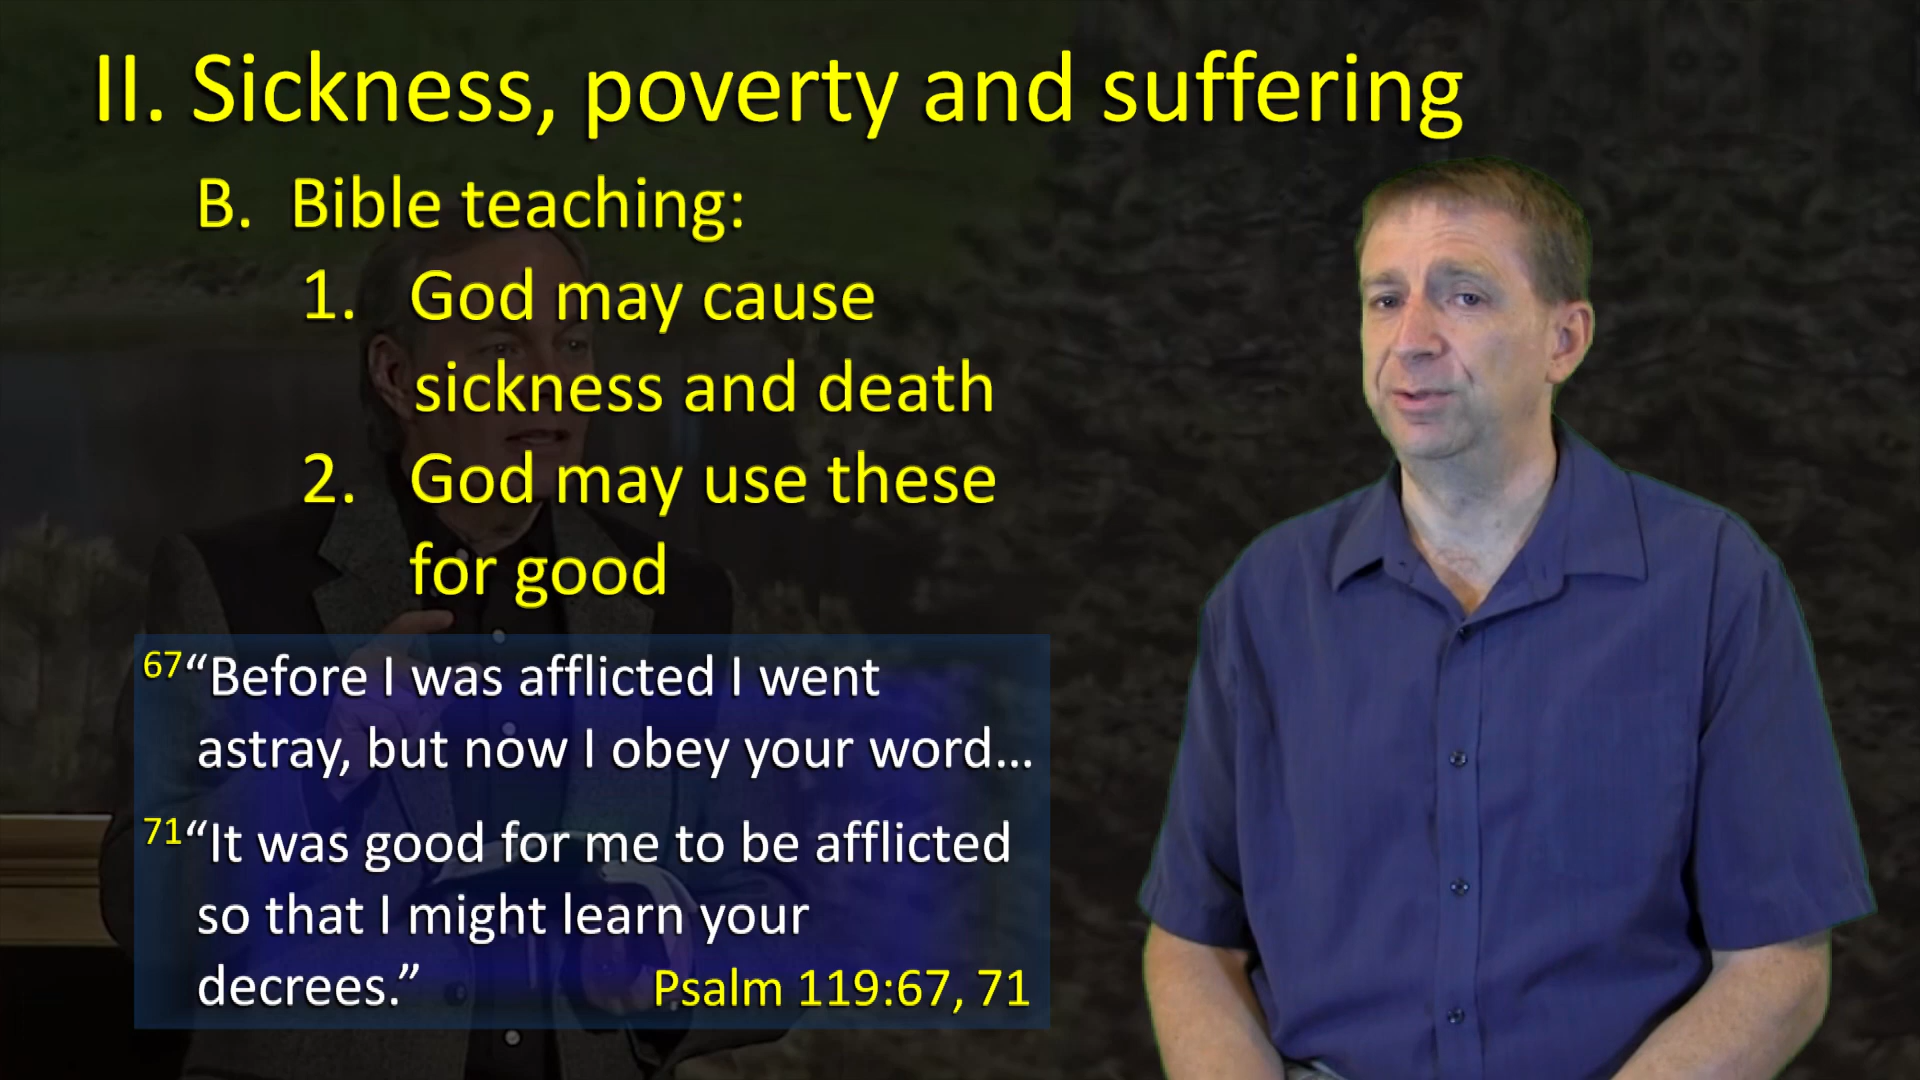 II. Sickness, poverty and suffering
B. Bible teaching:
1. God may cause
sickness and death
2. God may use these
for good
67“Before I was afflicted I went
astray, but now I obey your word…
71“It was good for me to be afflicted
so that I might learn your
decrees.” Psalm 119:67, 71